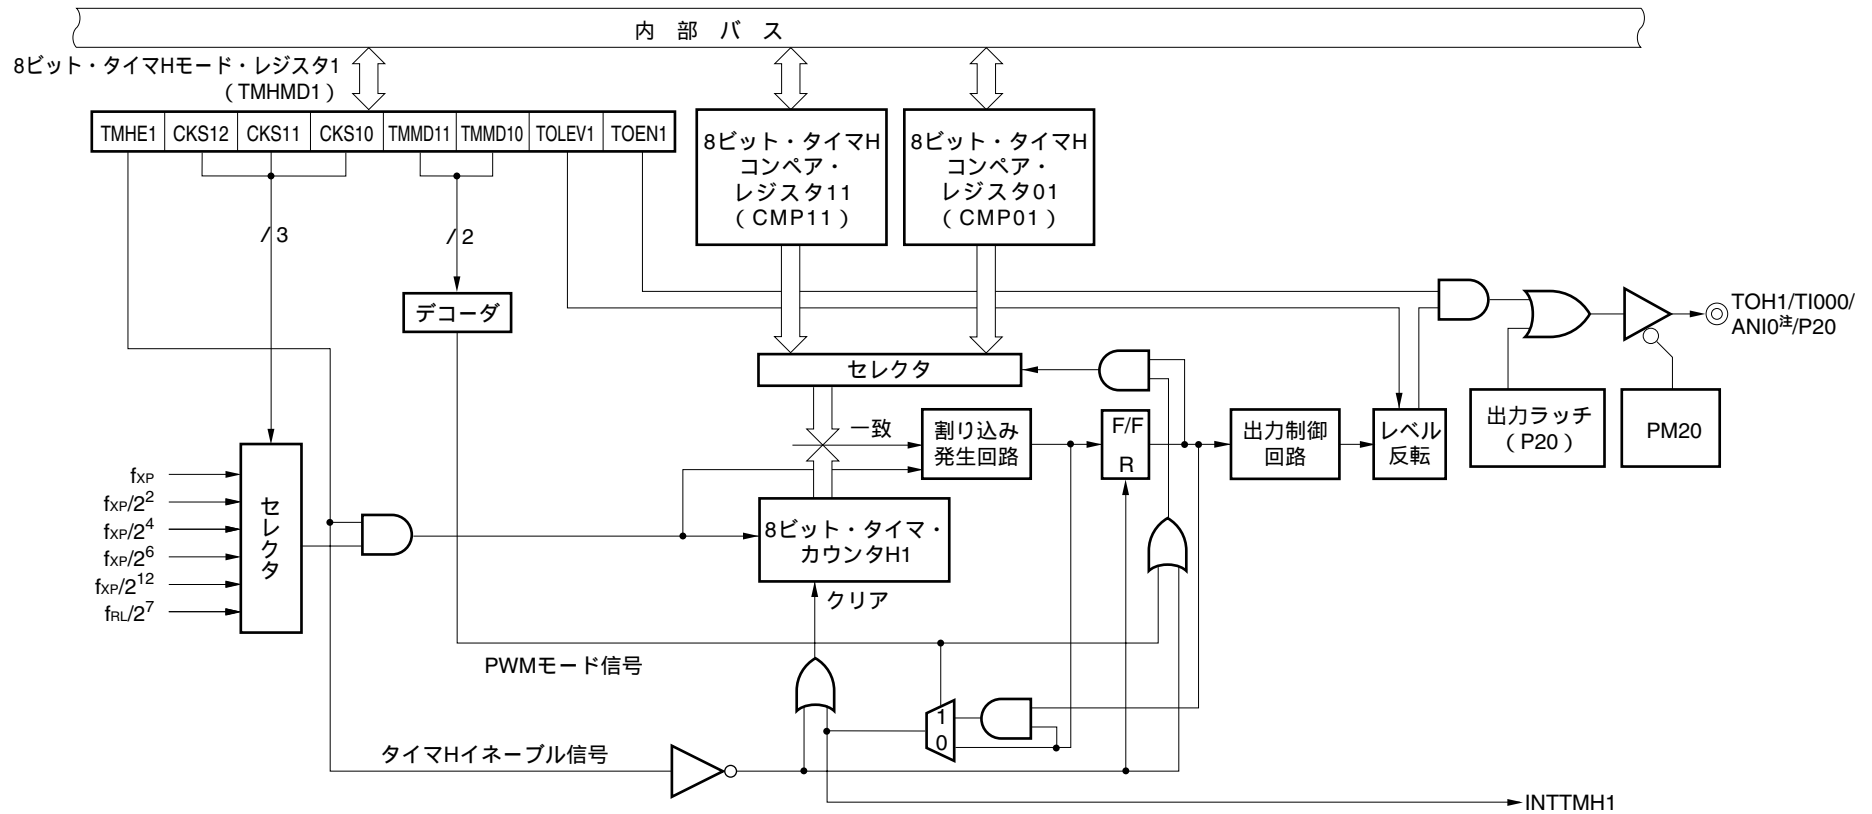 内 部 バ ス
8ビット・タイマHモード・レジスタ1
(TMHMD1)
TMHE1 CKS12 CKS11 CKS10 TMMD11 TMMD10 TOLEV1 TOEN1
8ビット・タイマH
コンペア・
レジスタ11
(CMP11)
8ビット・タイマH
コンペア・
レジスタ01
(CMP01)
/ 3
/ 2
デコーダ
TOH1/TI000/
ANI0注/P20
セレクタ
一致
割り込み
発生回路
F/F
R
出力制御
回路
レベル
反転
出力ラッチ
(P20)
PM20
fXP
fXP/2^2
fXP/2^4
fXP/2^6
fXP/2^12
fRL/2^7
セレクタ
8ビット・タイマ・
カウンタH1
クリア
PWMモード信号
1
0
タイマHイネーブル信号
INTTMH1